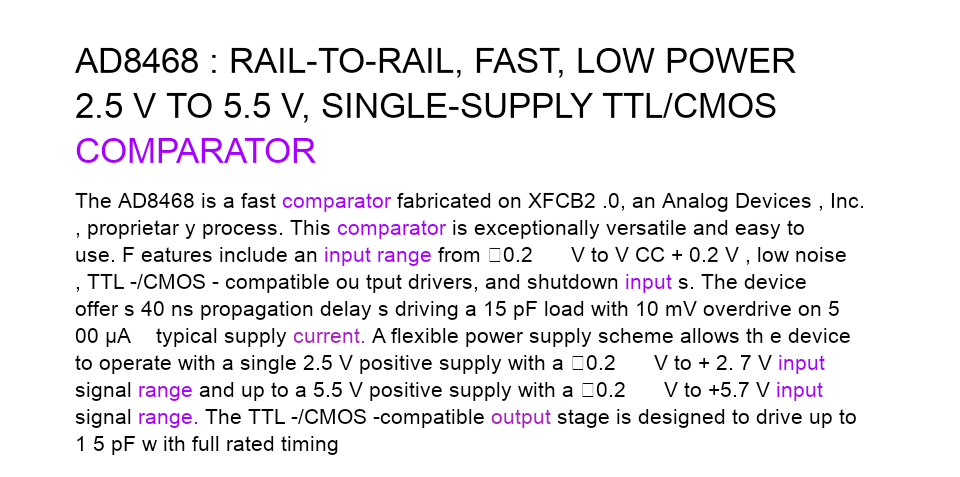 AD8468 : RAIL-TO-RAIL, FAST, LOW POWER
2.5 V TO 5.5 V, SINGLE-SUPPLY TTL/CMOS
COMPARATOR
The AD8468 is a fast comparator fabricated on XFCB2 .0, an Analog Devices , Inc.
, proprietar y process. This comparator is exceptionally versatile and easy to
use. F eatures include an input range from □0.2 V to V CC + 0.2 V , low noise
, TTL -/CMOS - compatible ou tput drivers, and shutdown input s. The device
offer s 40 ns propagation delay s driving a 15 pF load with 10 mV overdrive on 5
00 μA typical supply current. A flexible power supply scheme allows th e device
to operate with a single 2.5 V positive supply with a □0.2 V to + 2. 7 V input
signal range and up to a 5.5 V positive supply with a □0.2 V to +5.7 V input
signal range. The TTL -/CMOS -compatible output stage is designed to drive up to
1 5 pF w ith full rated timing